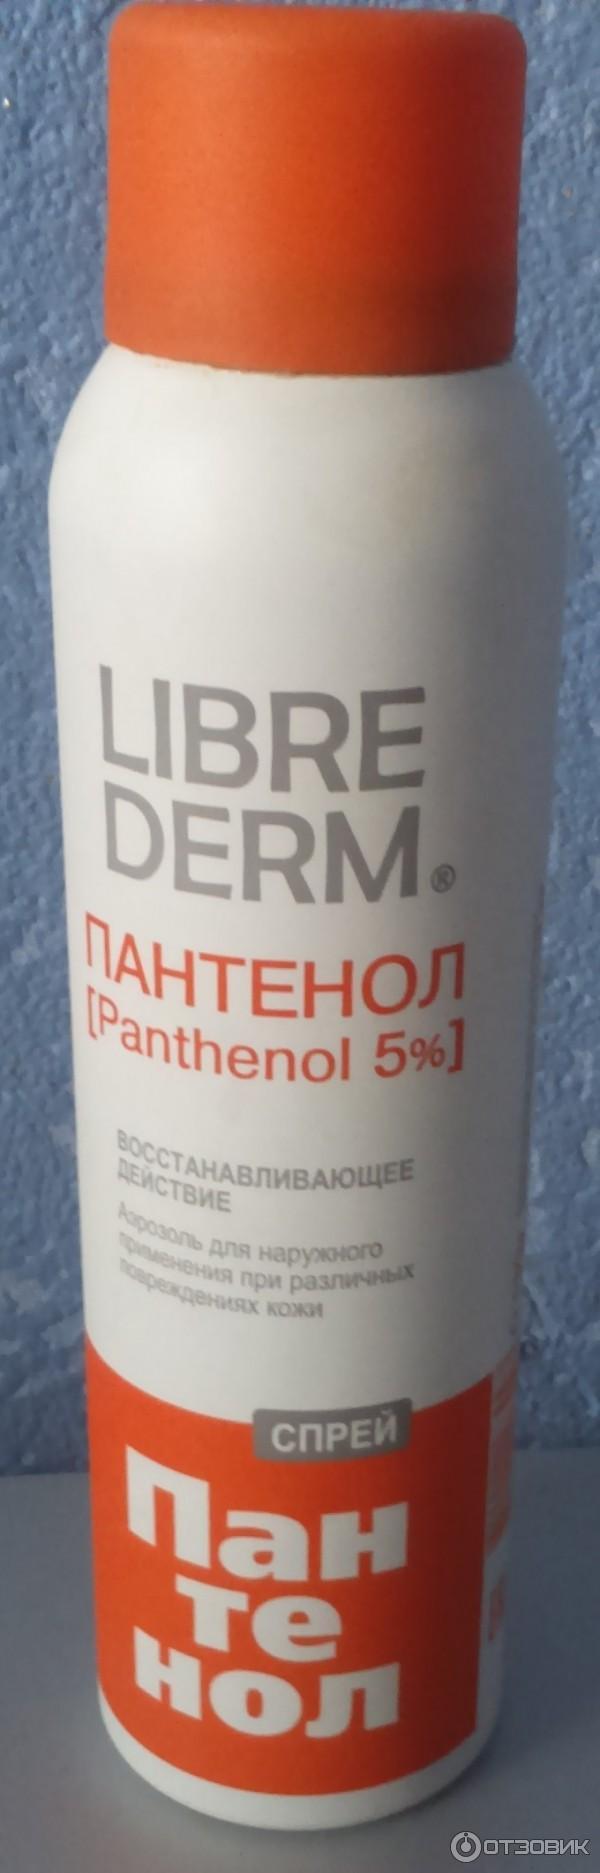 LIBRE
DERM®
ПАНТЕНОЛ
[Panthenol 5%]
ВОССТАНАВЛИВАЮЩЕЕ
ДЕЙСТВИЕ
Аэрозоль для наружного
применения при различных
повреждениях кожи
СПРЕЙ
Пан
те
нол
ОТЗОВИК